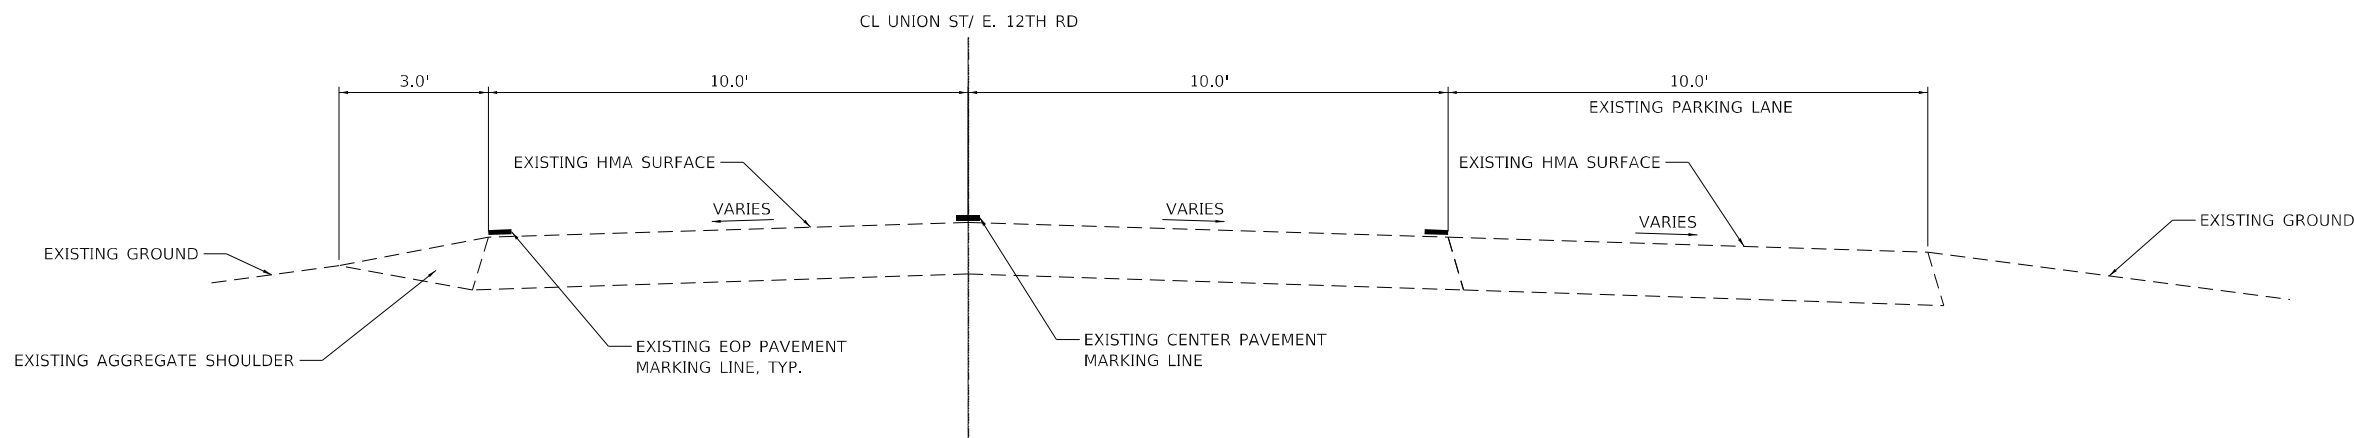 CL UNION ST/ E. 12TH RD
3.0'
10.0'
10.0'
10.0'
EXISTING PARKING LANE
EXISTING HMA SURFACE
EXISTING HMA SURFACE
VARIES
VARIES
VARIES
EXISTING GROUND
EXISTING GROUND
EXISTING AGGREGATE SHOULDER
EXISTING EOP PAVEMENT
MARKING LINE, TYP.
EXISTING CENTER PAVEMENT
MARKING LINE